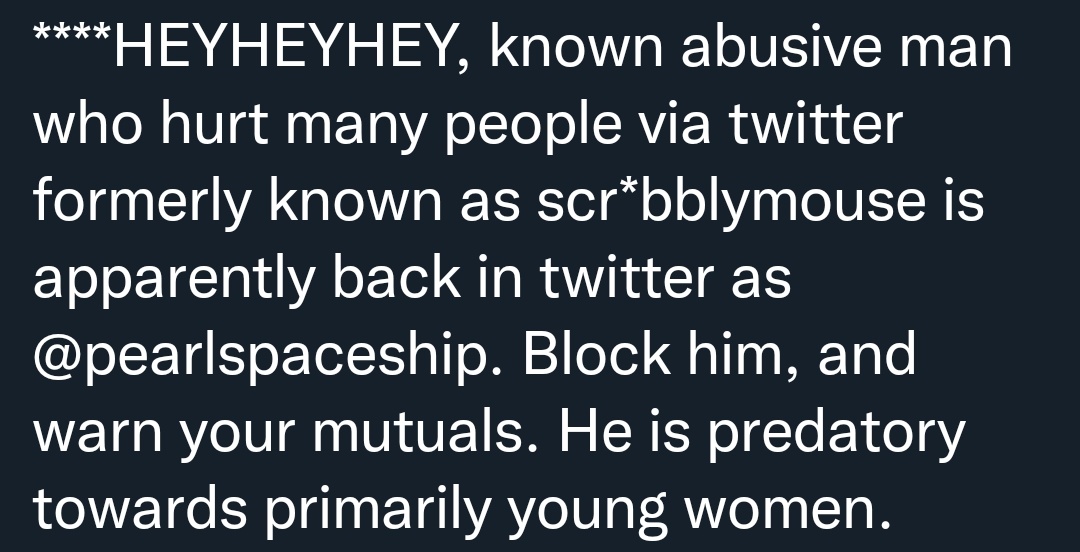 ****HEYHEYHEY, known abusive man
who hurt many people via twitter
formerly known as scr*bblymouse is
apparently back in twitter as
@pearlspaceship. Block him, and
warn your mutuals. He is predatory
towards primarily young women.